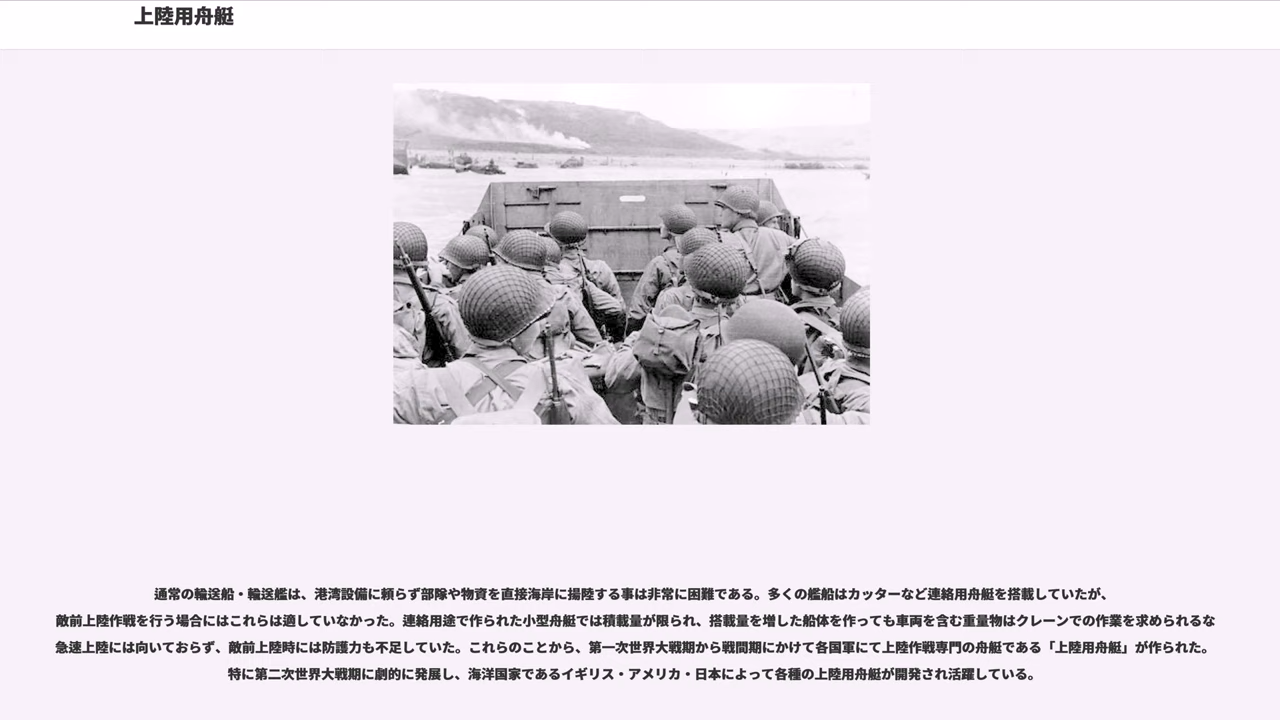 上陸用舟艇
通常の輸送船・輸送艦は、港湾設備に頼らず部隊や物資を直接海岸に揚陸する事は非常に困難である。多くの艦船はカッターなど連絡用舟艇を搭載していたが、
敵前上陸作戦を行う場合にはこれらは適していなかった。連絡用途で作られた小型舟艇では積載量が限られ、搭載量を増した船体を作っても車両を含む重量物はクレーンでの作業を求められるな
急速上陸には向いておらず、敵前上陸時には防護力も不足していた。これらのことから、第一次世界大戦期から戦間期にかけて各国軍にて上陸作戦専門の舟艇である「上陸用舟艇」が作られた。
特に第二次世界大戦期に劇的に発展し、海洋国家であるイギリス・アメリカ・日本によって各種の上陸用舟艇が開発され活躍している。